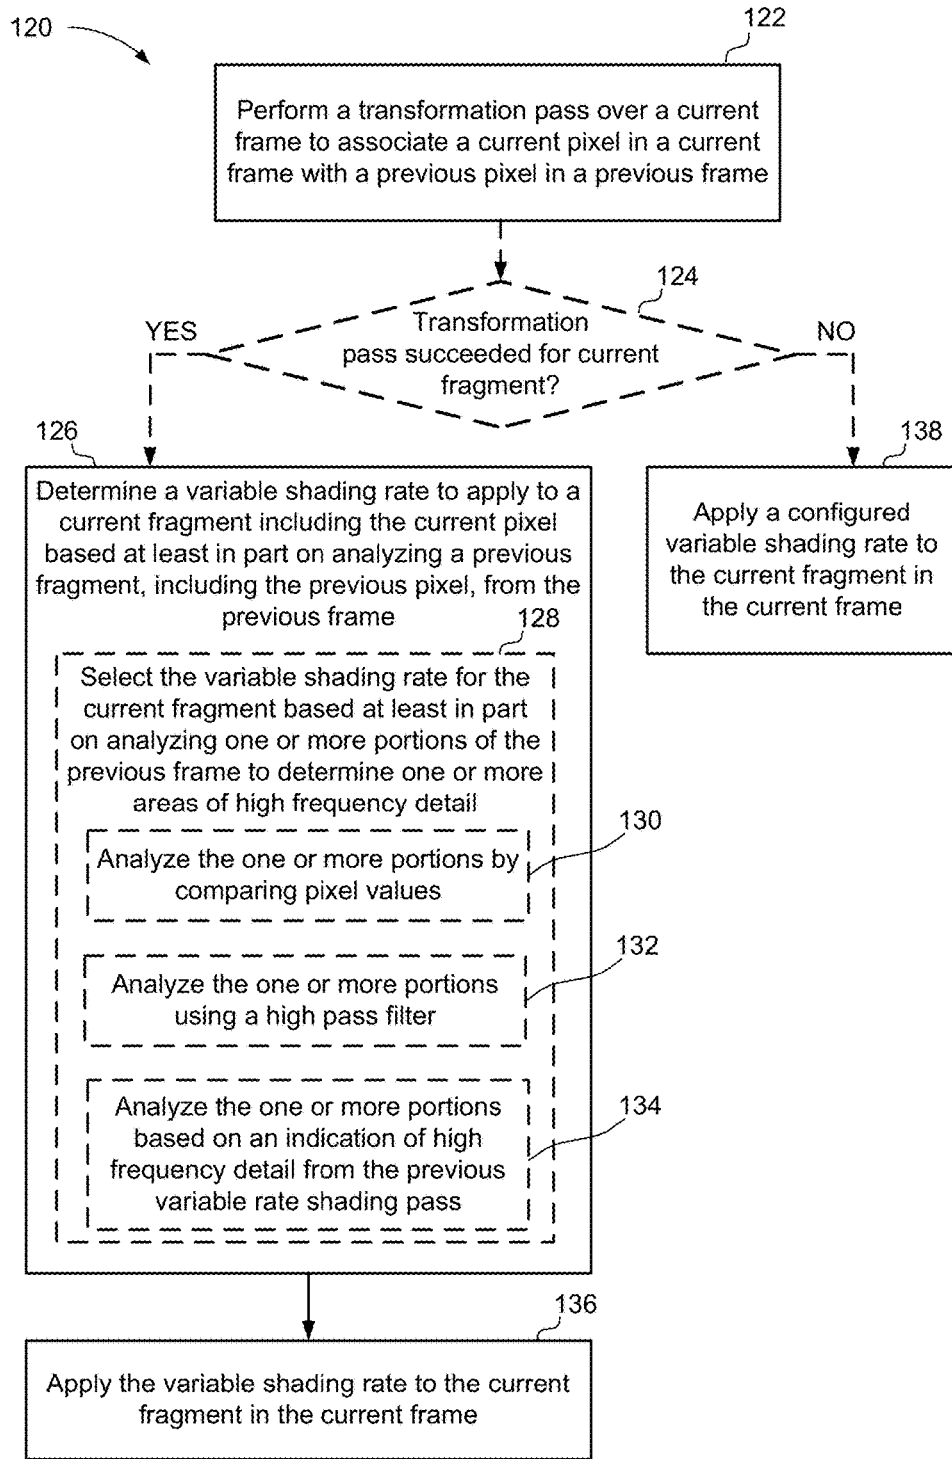 120
122
Perform a transformation pass over a current
frame to associate a current pixel in a current
frame with a previous pixel in a previous frame
124
Transformation
pass succeeded for current
fragment?
YES
NO
126
Determine a variable shading rate to apply to a
current fragment including the current pixel
based at least in part on analyzing a previous
fragment, including the previous pixel, from the
previous frame
128
Select the variable shading rate for the
current fragment based at least in part
on analyzing one or more portions of the
previous frame to determine one or more
areas of high frequency detail
130
Analyze the one or more portions by
comparing pixel values
132
Analyze the one or more portions
using a high pass filter
134
Analyze the one or more portions
based on an indication of high
frequency detail from the previous
variable rate shading pass
136
Apply the variable shading rate to the current
fragment in the current frame
138
Apply a configured
variable shading rate to
the current fragment in
the current frame